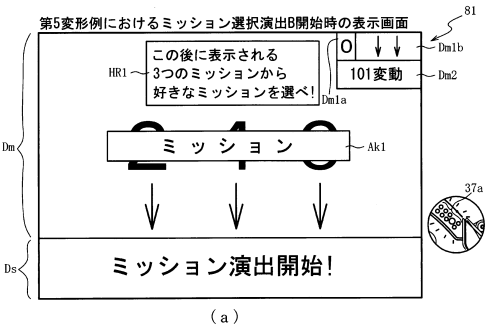 第5変形例におけるミッション選択演出B開始時の表示画面
81
この後に表示される
3つのミッションから
好きなミッションを選べ!
HR1
0
↓ ↓
Dm1b
Dm1a
101変動
Dm2
Dm
2 4 8
ミッション
Ak1
↓ ↓ ↓
37a
Ds
ミッション演出開始!
(a)